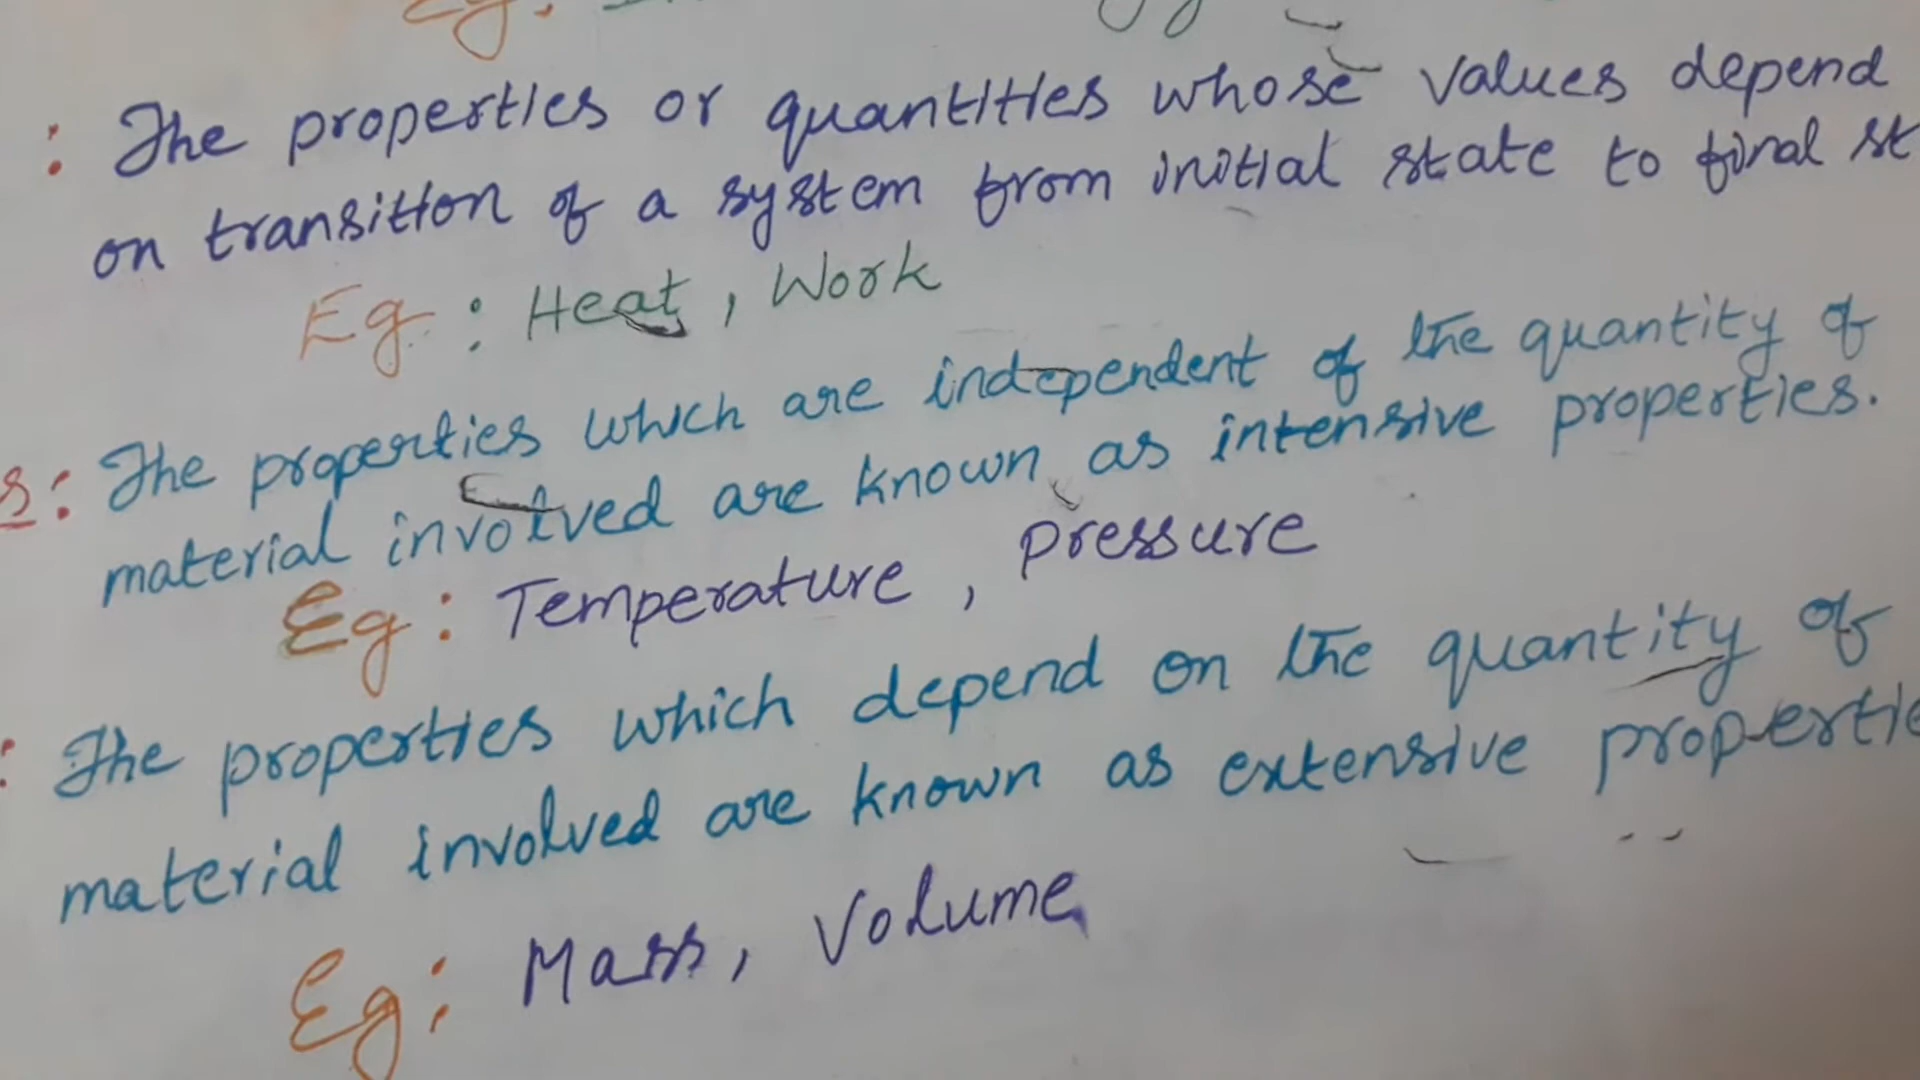 Eg:
: The properties or quantities whose values depend
on transition of a system from initial state to final st
Eg : Heat, Work
s: The properties which are independent of the quantity of
material involved are known as intensive properties.
Eg : Temperature, pressure
: The properties which depend on the quantity of
material involved are known as extensive propertie
Eg: Mass, Volume